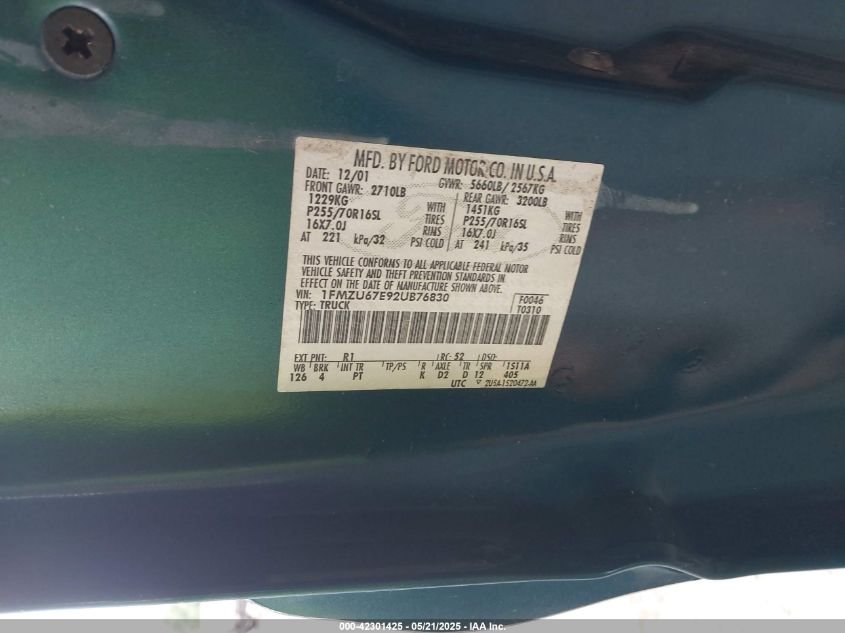 MFD. BY FORD MOTOR CO. IN U.S.A.
DATE: 12/01 GVWR: 5660LB/ 2567KG
FRONT GAWR: 2710LB REAR GAWR: 3200LB
1229KG WITH 1451KG WITH
P255/70R16SL TIRES P255/70R16SL TIRES
16X7.0J RIMS 16X7.0J RIMS
AT 221 kPa/32 PSI COLD AT 241 kPa/35 PSI COLD
THIS VEHICLE CONFORMS TO ALL APPLICABLE FEDERAL MOTOR
VEHICLE SAFETY AND THEFT PREVENTION STANDARDS IN
EFFECT ON THE DATE OF MANUFACTURE SHOWN ABOVE.
VIN: 1FMZU67E92UB76830 F0046
TYPE: TRUCK T0310
EXT PNT: R1 RC: 52 DSO:
WB BRK INT TR TP/PS R AXLE TR SPR 1S11A
126 4 PT K D2 D 12 405
UTC 2U5A-1520472-AA
000-42301425 - 05/21/2025 - IAA Inc.